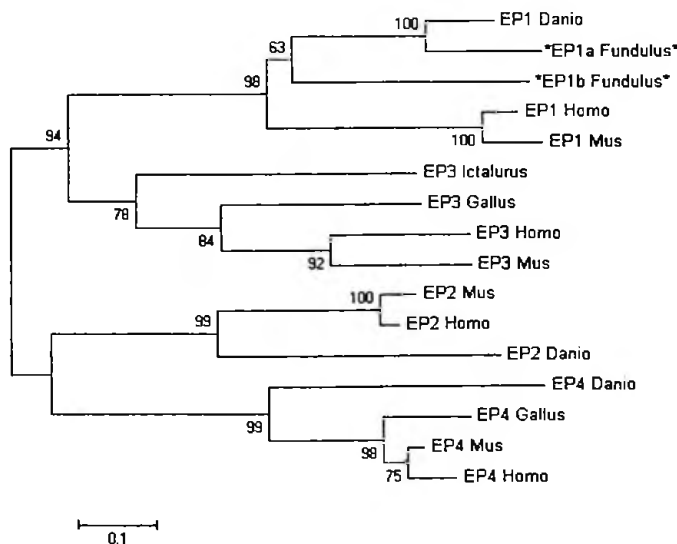 EP1 Danio
100
*EP1a Fundulus*
63
*EP1b Fundulus*
98
EP1 Homo
94
100
EP1 Mus
EP3 Ictalurus
78
EP3 Gallus
84
EP3 Homo
92
EP3 Mus
EP2 Mus
100
99
EP2 Homo
EP2 Danio
EP4 Danio
99
EP4 Gallus
98
EP4 Mus
75
EP4 Homo
0.1